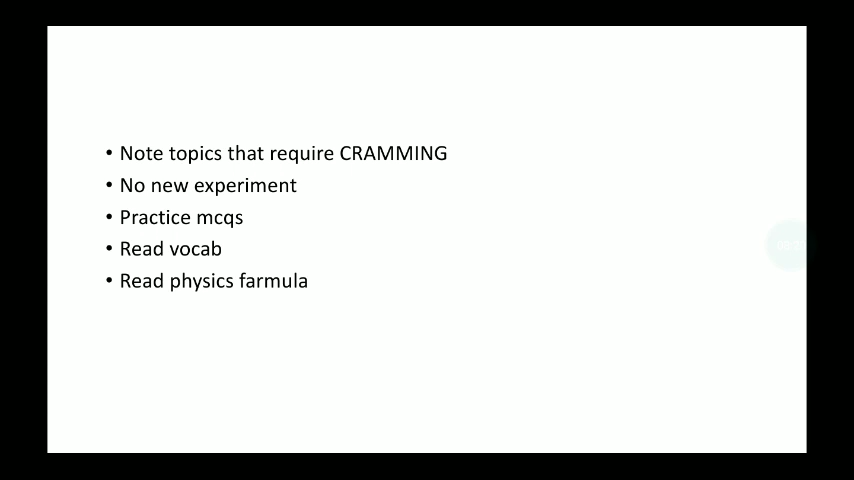 • Note topics that require CRAMMING
• No new experiment
• Practice mcqs
• Read vocab
• Read physics farmula